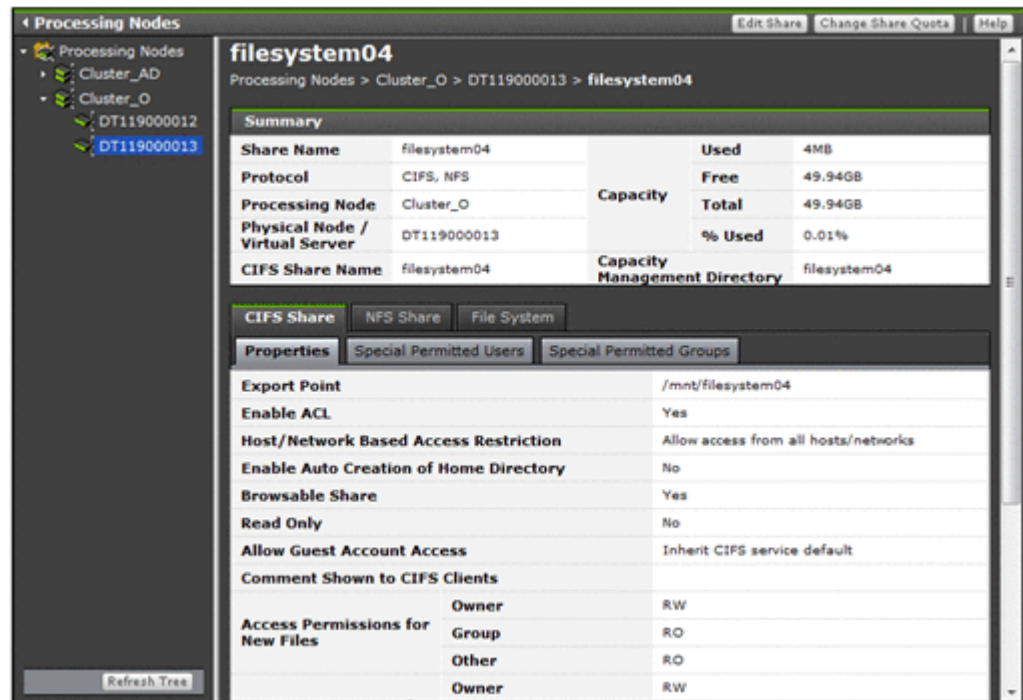 Processing Nodes
Edit Share Change Share Quota | Help
Processing Nodes
Cluster_AD
Cluster_O
DT119000012
DT119000013
Refresh Tree
filesystem04
Processing Nodes > Cluster_O > DT119000013 > filesystem04
Summary
Share Name filesystem04
Protocol CIFS, NFS
Processing Node Cluster_O
Physical Node /
Virtual Server DT119000013
CIFS Share Name filesystem04
Capacity
Used 4MB
Free 49.94GB
Total 49.94GB
% Used 0.01%
Capacity
Management Directory filesystem04
CIFS Share NFS Share File System
Properties Special Permitted Users Special Permitted Groups
Export Point /mnt/filesystem04
Enable ACL Yes
Host/Network Based Access Restriction Allow access from all hosts/networks
Enable Auto Creation of Home Directory No
Browsable Share Yes
Read Only No
Allow Guest Account Access Inherit CIFS service default
Comment Shown to CIFS Clients
Access Permissions for
New Files
Owner RW
Group RO
Other RO
Owner RW